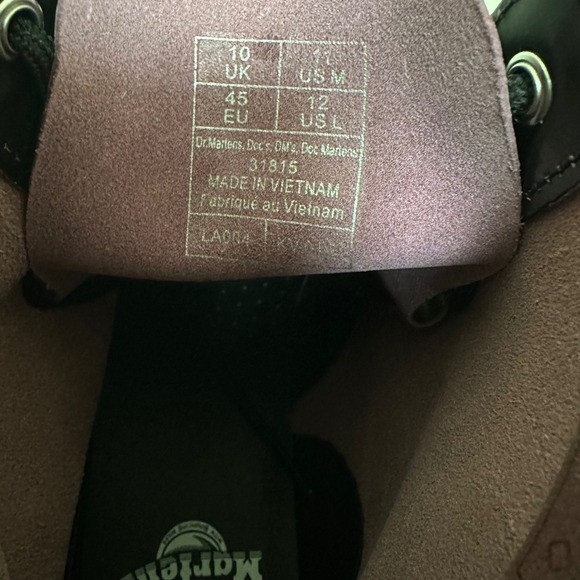 10 11
UK US M
45 12
EU US L
Dr.Martens, Doc's, DM's, Doc Martens
31815
MADE IN VIETNAM
Fabriqué au Vietnam
LA004
Martens